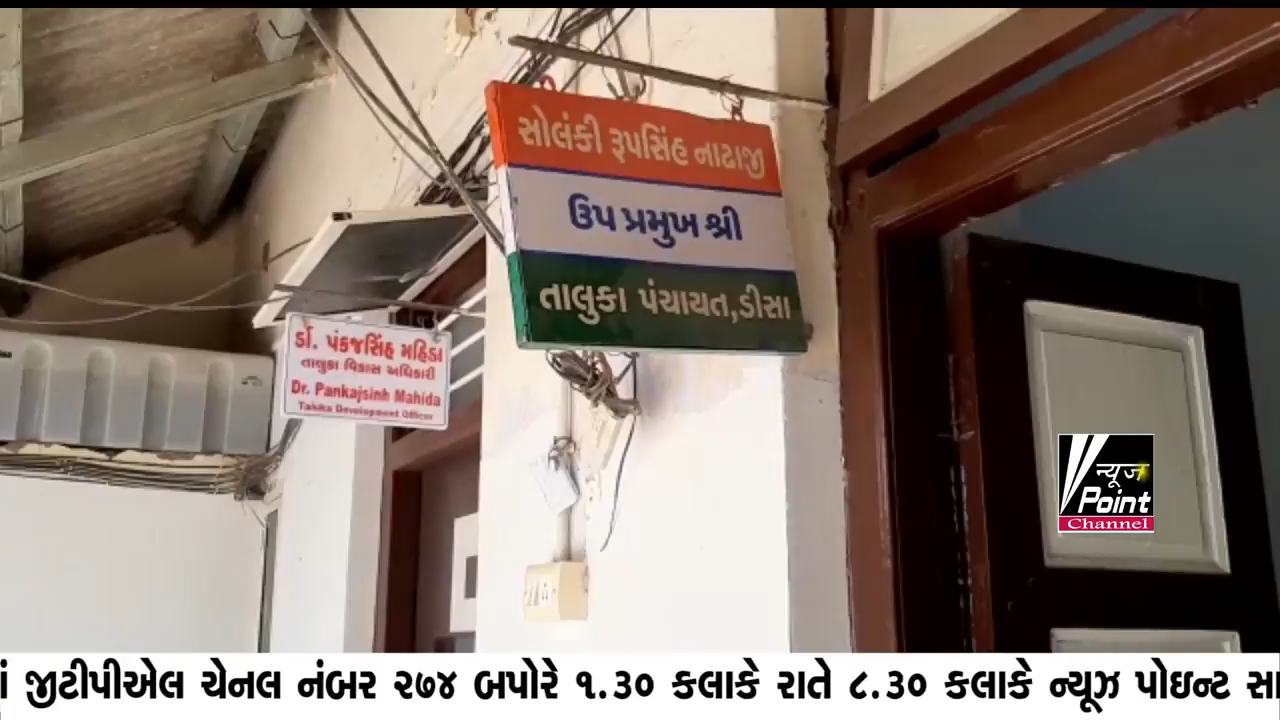 સોલંકી રૂપસિંહ નાઢાજી
ઉપ પ્રમુખ શ્રી
તાલુકા પંચાયત,ડીસા
ર્ડા. પંકજસિંહ મહિડા
તાલુકા વિકાસ અધિકારી
Dr. Pankajsinh Mahida
Taluka Development Officer
ન્યૂજ
Point
Channel
જીટીપીએલ ચેનલ નંબર ૨૭૪ બપોરે ૧.૩૦ કલાકે રાતે ૮.૩૦ કલાકે ન્યૂઝ પોઇન્ટ સા